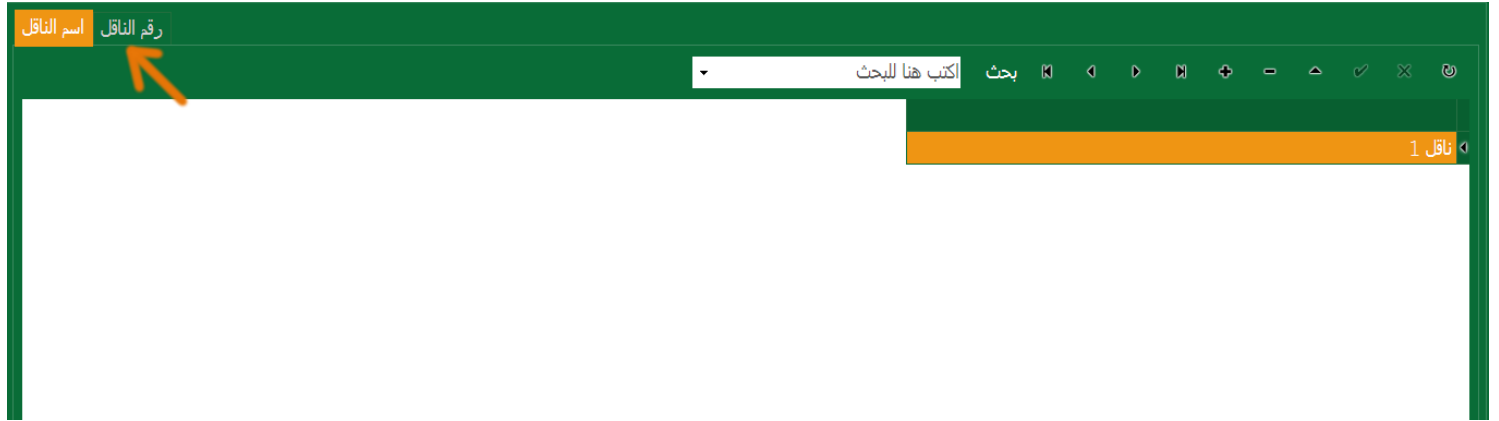 رقم الناقل اسم الناقل
بحث اكتب هنا للبحث
ناقل 1